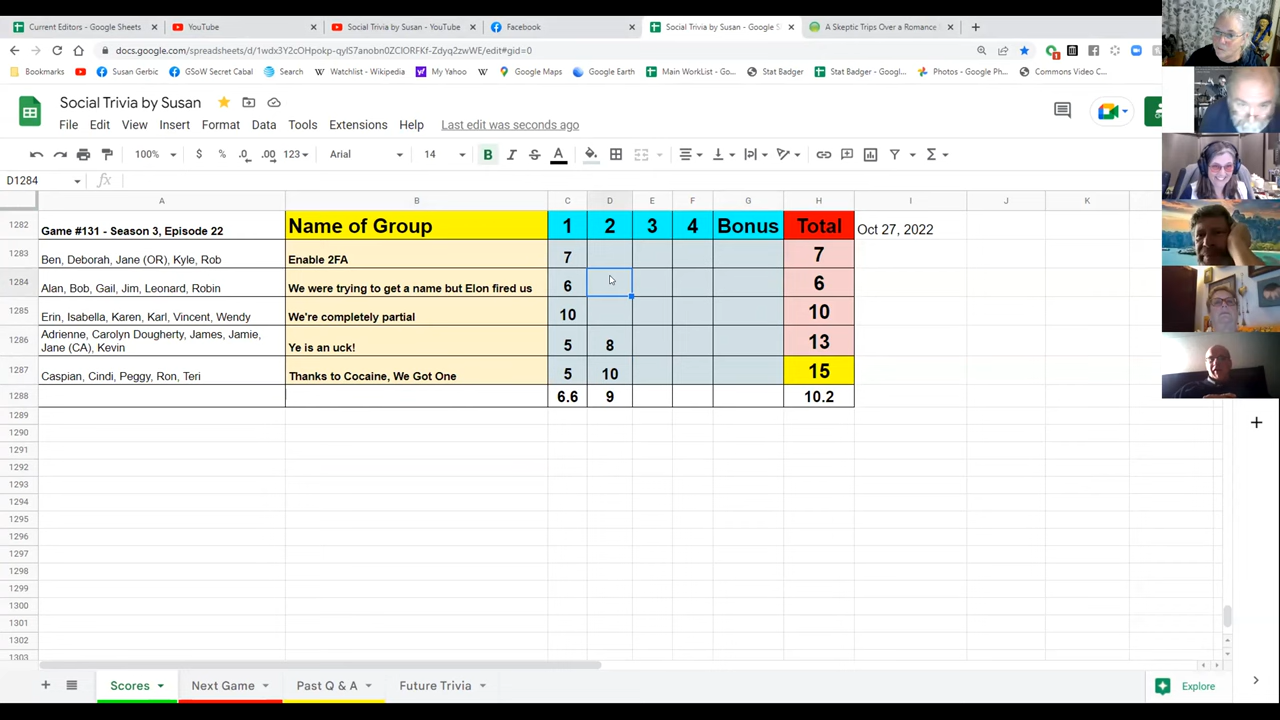 Current editors - Google Sheets
YouTube
Social Trivia by Susan - YouTube
Facebook
Social Trivia by Susan - Google S
A Skeptic Trips Over a Romance
docs.google.com/spreadsheets/d/1wdx3Y2cOHpokp-qyIS7anobn0ZClORFKf-Zdyq2zwWE/edit#gid=0
Bookmarks
Susan Gerbic
GSoW Secret Cabal
Search
Watchlist - Wikipedia
My Yahoo
Google Maps
Google Earth
Main WorkList - Go...
Stat Badger
Stat Badger - Goog...
Photos - Google Ph...
Commons Video C...
Social Trivia by Susan
File Edit View Insert Format Data Tools Extensions Help Last edit was seconds ago
100% $ % .0 .00 123 Arial 14 B I S A
D1284 fx
A B C D E F G H I J K
1282 Game #131 - Season 3, Episode 22 Name of Group 1 2 3 4 Bonus Total Oct 27, 2022
1283 Ben, Deborah, Jane (OR), Kyle, Rob Enable 2FA 7 7
1284 Alan, Bob, Gail, Jim, Leonard, Robin We were trying to get a name but Elon fired us 6 6
1285 Erin, Isabella, Karen, Karl, Vincent, Wendy We're completely partial 10 10
1286 Adrienne, Carolyn Dougherty, James, Jamie, Jane (CA), Kevin Ye is an uck! 5 8 13
1287 Caspian, Cindi, Peggy, Ron, Teri Thanks to Cocaine, We Got One 5 10 15
1288 6.6 9 10.2
1289
1290
1291
1292
1293
1294
1295
1296
1297
1298
1299
1300
1301
1302
1303
Scores Next Game Past Q & A Future Trivia Explore